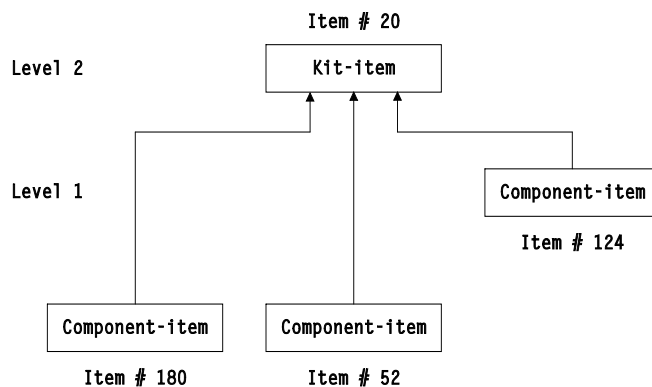 Item # 20
Level 2
Kit-item
Level 1
Component-item
Item # 124
Component-item
Component-item
Item # 180
Item # 52